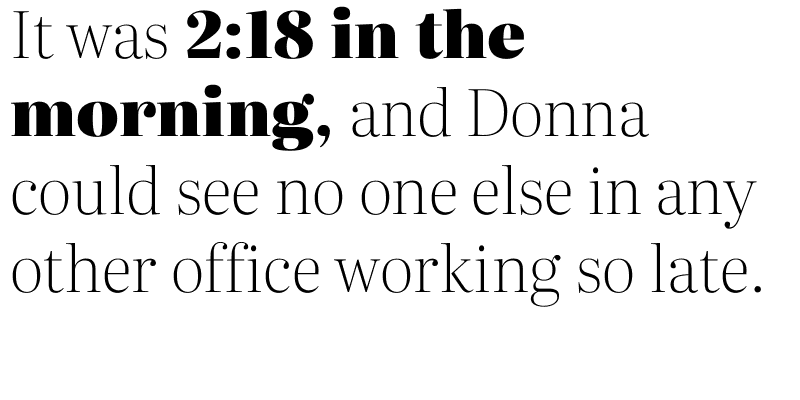 It was 2:18 in the
morning, and Donna
could see no one else in any
other office working so late.